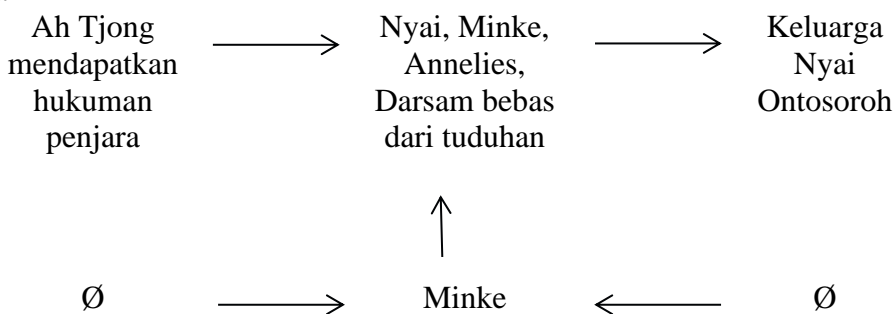 Ah Tjong
mendapatkan
hukuman
penjara
Nyai, Minke,
Annelies,
Darsam bebas
dari tuduhan
Keluarga
Nyai
Ontosoroh
Ø
Minke
Ø